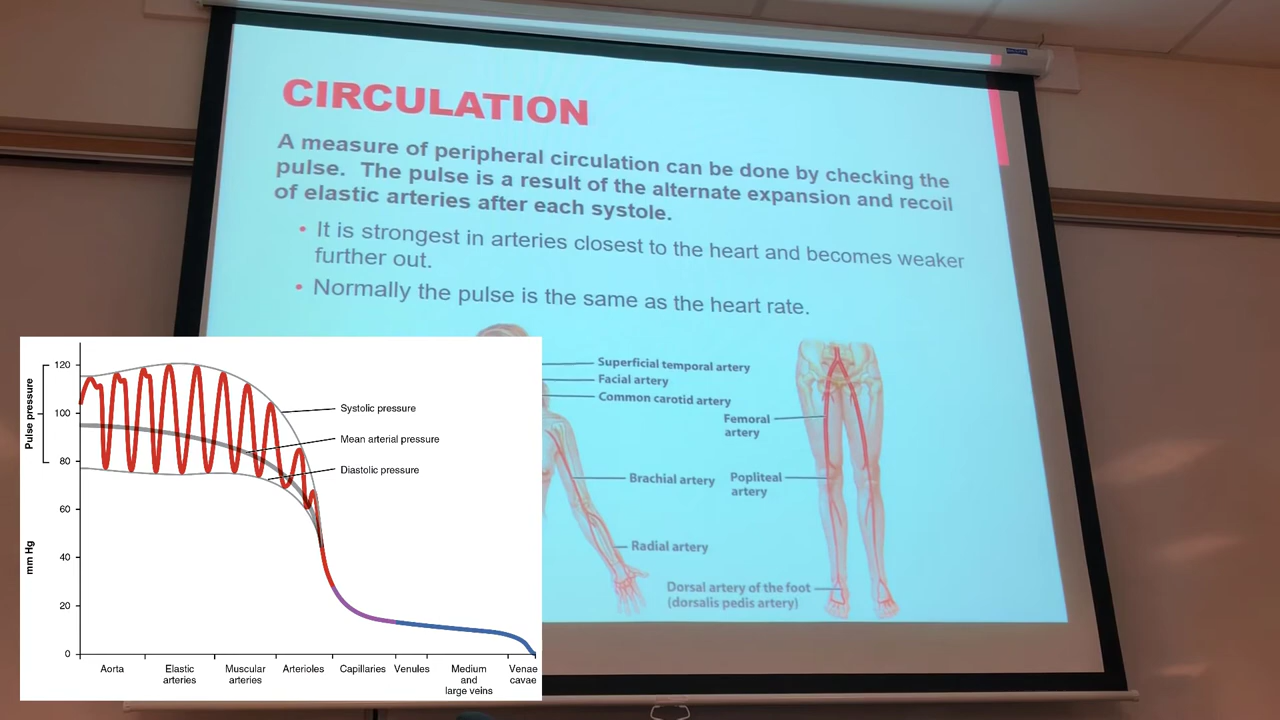 CIRCULATION
A measure of peripheral circulation can be done by checking the
pulse. The pulse is a result of the alternate expansion and recoil
of elastic arteries after each systole.
• It is strongest in arteries closest to the heart and becomes weaker
further out.
• Normally the pulse is the same as the heart rate.
Superficial temporal artery
Facial artery
Common carotid artery
Femoral
artery
Brachial artery
Popliteal
artery
Radial artery
Dorsal artery of the foot
(dorsalis pedis artery)
Pulse pressure
mm Hg
120
100
80
60
40
20
0
Systolic pressure
Mean arterial pressure
Diastolic pressure
Aorta
Elastic
arteries
Muscular
arteries
Arterioles
Capillaries
Venules
Medium
and
large veins
Venae
cavae